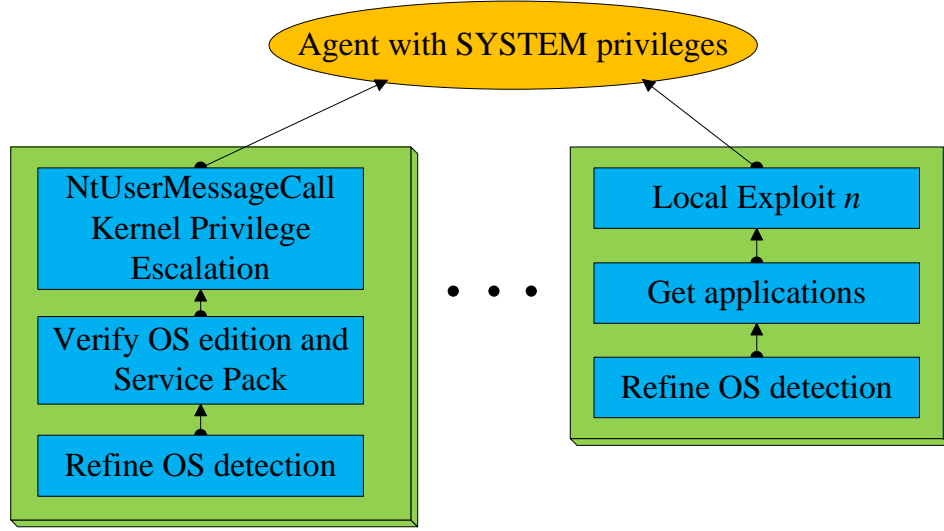 Agent with SYSTEM privileges
NtUserMessageCall
Kernel Privilege
Escalation
Verify OS edition and
Service Pack
Refine OS detection
Local Exploit n
Get applications
Refine OS detection